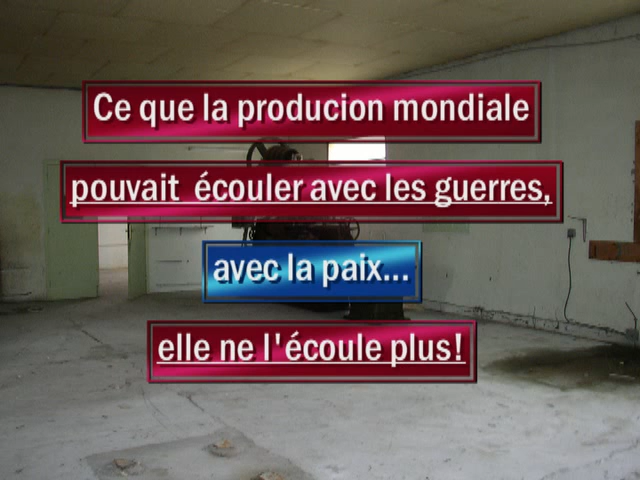 Ce que la producion mondiale
pouvait écouler avec les guerres,
avec la paix...
elle ne l'écoule plus!